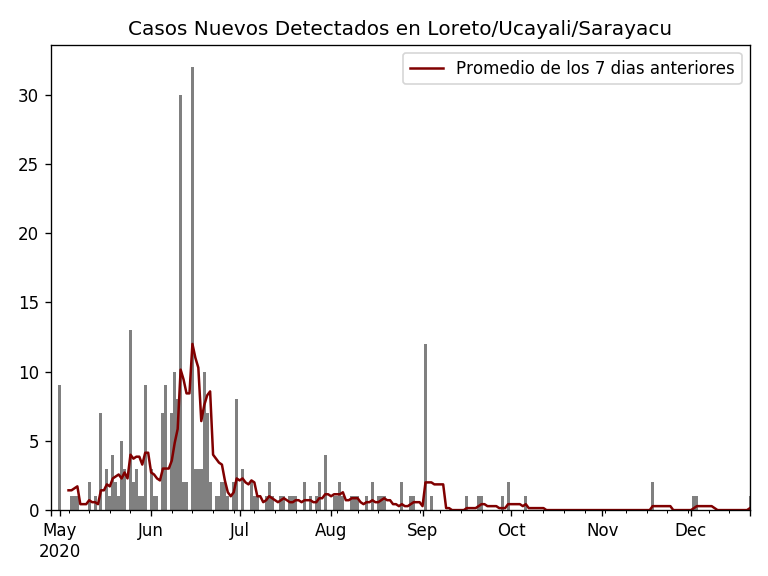 Casos Nuevos Detectados en Loreto/Ucayali/Sarayacu
Promedio de los 7 dias anteriores
30
25
20
15
10
5
0
May Jun Jul Aug Sep Oct Nov Dec
2020